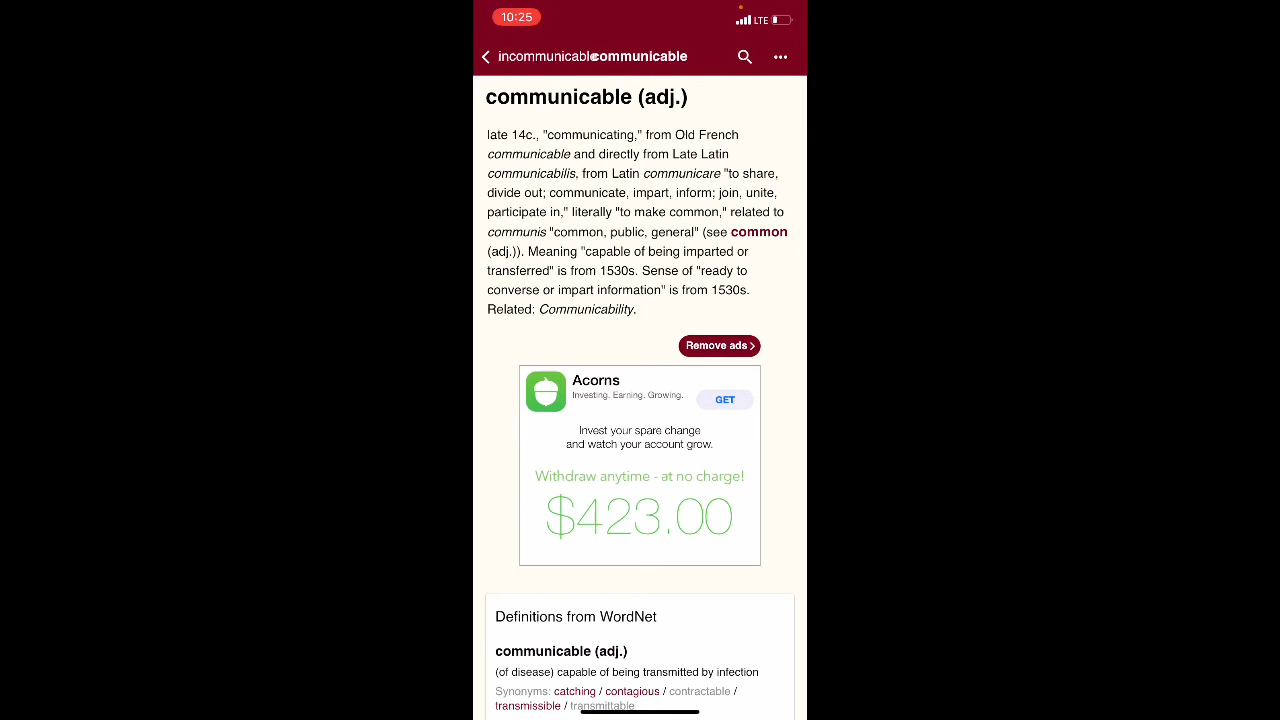 10:25
LTE
incommunicable communicable
communicable (adj.)
late 14c., "communicating," from Old French
communicable and directly from Late Latin
communicabilis, from Latin communicare "to share,
divide out; communicate, impart, inform; join, unite,
participate in," literally "to make common," related to
communis "common, public, general" (see common
(adj.)). Meaning "capable of being imparted or
transferred" is from 1530s. Sense of "ready to
converse or impart information" is from 1530s.
Related: Communicability.
Remove ads
Acorns
Investing. Earning. Growing.
GET
Invest your spare change
and watch your account grow.
Withdraw anytime - at no charge!
$423.00
Definitions from WordNet
communicable (adj.)
(of disease) capable of being transmitted by infection
Synonyms: catching / contagious / contractable /
transmissible / transmittable